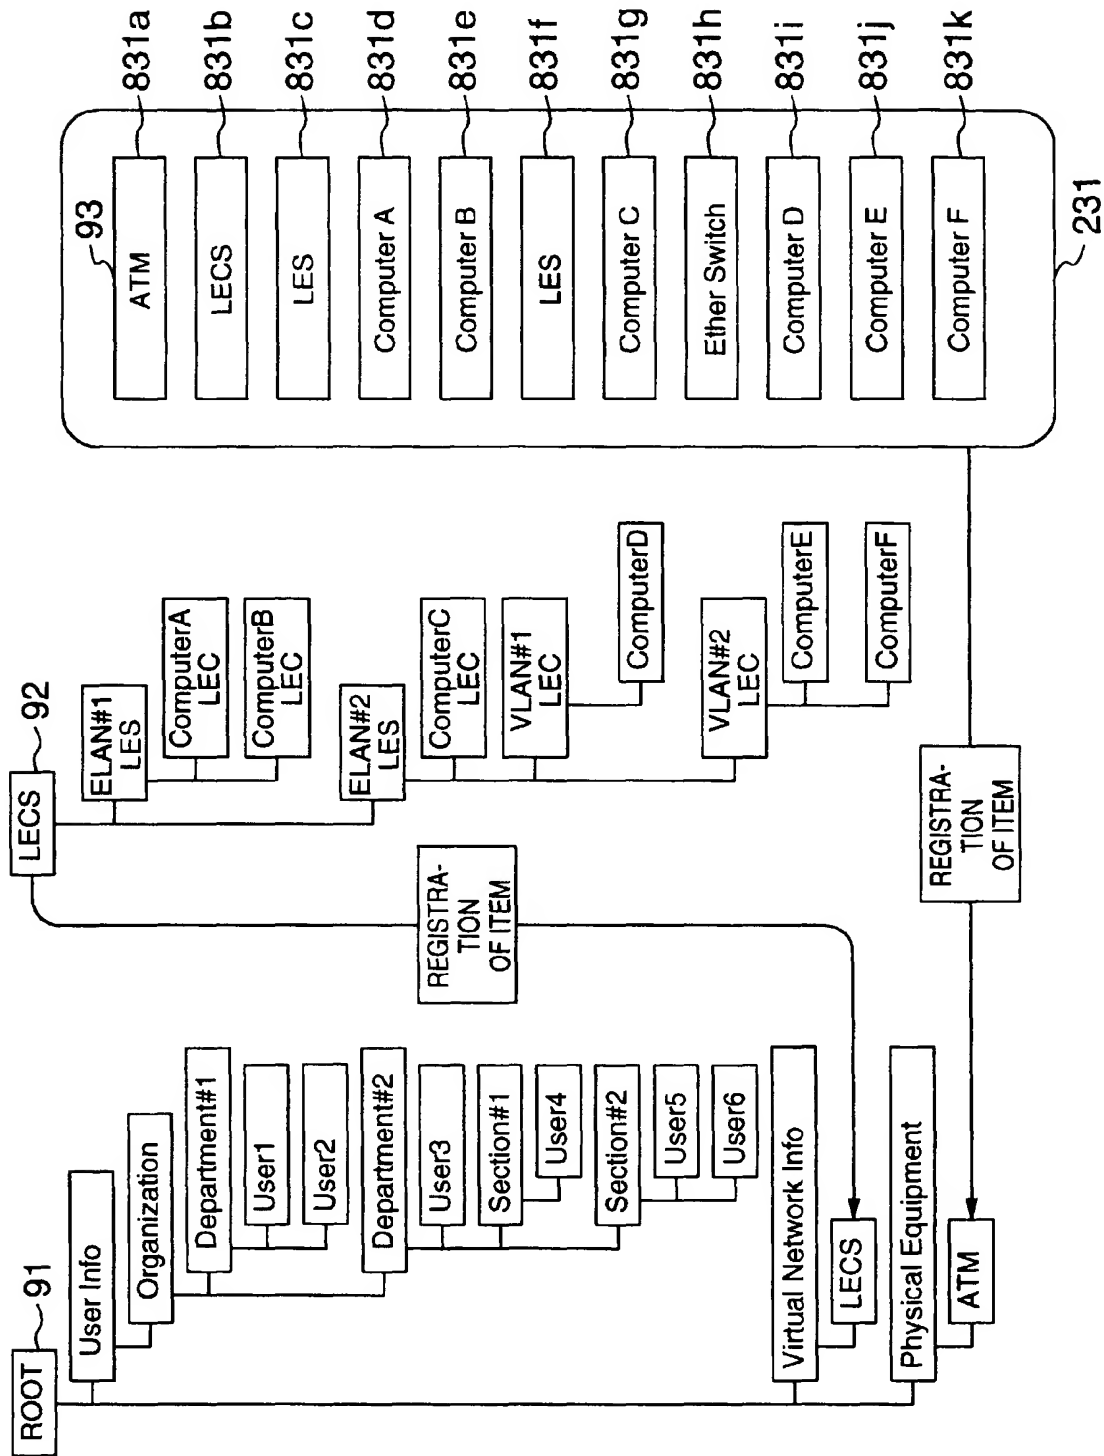 ROOT
91
User Info
Organization
Department#1
User1
User2
Department#2
User3
Section#1
User4
Section#2
User5
User6
Virtual Network Info
LECS
Physical Equipment
ATM
REGISTRA-
TION
OF ITEM
REGISTRA-
TION
OF ITEM
LECS
92
ELAN#1
LES
ComputerA
LEC
ComputerB
LEC
ELAN#2
LES
ComputerC
LEC
VLAN#1
LEC
ComputerD
VLAN#2
LEC
ComputerE
ComputerF
93
ATM
831a
LECS
831b
LES
831c
Computer A
831d
Computer B
831e
LES
831f
Computer C
831g
Ether Switch
831h
Computer D
831i
Computer E
831j
Computer F
831k
231